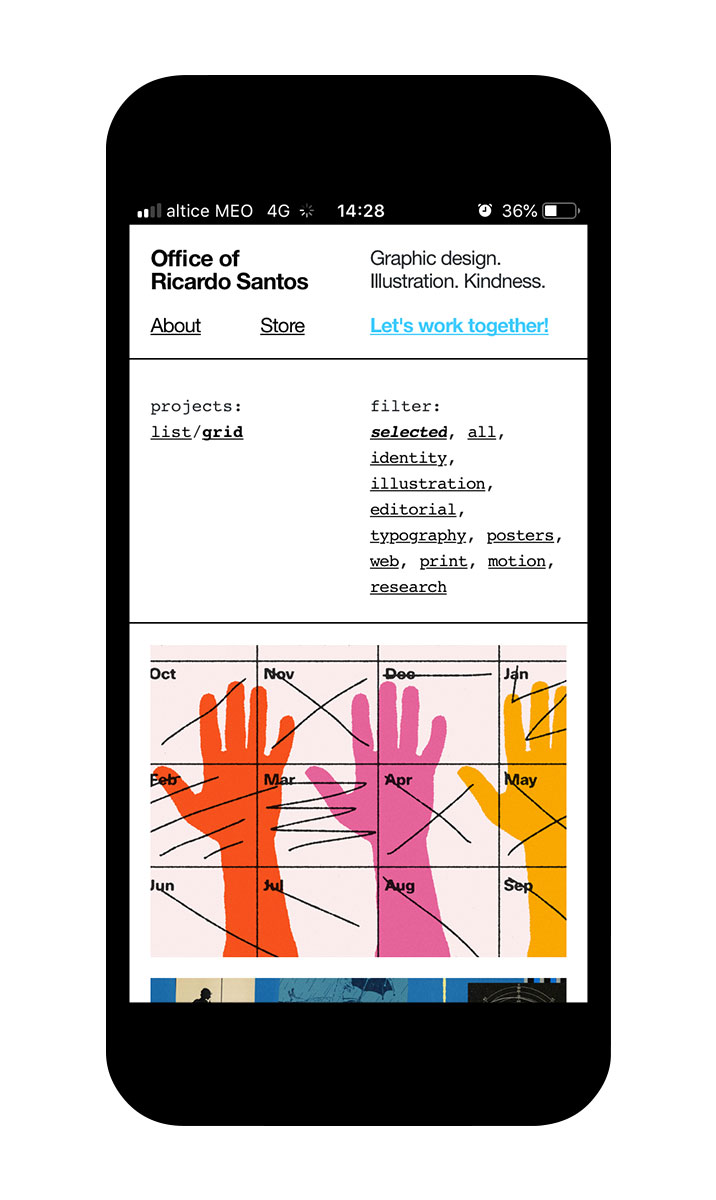 altice MEO 4G 14:28 36%
Office of
Ricardo Santos
Graphic design.
Illustration. Kindness.
About Store Let's work together!
projects:
list/grid
filter:
selected, all,
identity,
illustration,
editorial,
typography, posters,
web, print, motion,
research
Oct Nov Dec Jan
Feb Mar Apr May
Jun Jul Aug Sep